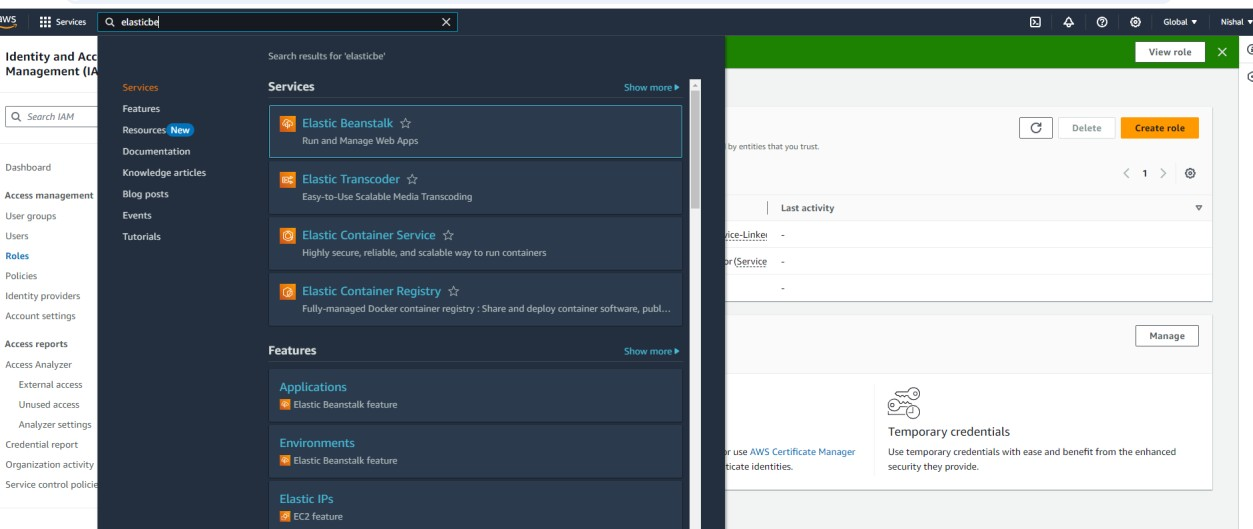 aws
Services
elasticbe
Global
Nishal
Identity and Acc
Management (IA
Search IAM
Dashboard
Access management
User groups
Users
Roles
Policies
Identity providers
Account settings
Access reports
Access Analyzer
External access
Unused access
Analyzer settings
Credential report
Organization activity
Service control policie
Search results for 'elasticbe'
Services
Features
Resources New
Documentation
Knowledge articles
Blog posts
Events
Tutorials
Services
Show more
Elastic Beanstalk
Run and Manage Web Apps
Elastic Transcoder
Easy-to-Use Scalable Media Transcoding
Elastic Container Service
Highly secure, reliable, and scalable way to run containers
Elastic Container Registry
Fully-managed Docker container registry : Share and deploy container software, publ...
Features
Show more
Applications
Elastic Beanstalk feature
Environments
Elastic Beanstalk feature
Elastic IPs
EC2 feature
View role
Delete
Create role
by entities that you trust.
1
Last activity
vice-Linke
-
or (Service
-
-
Manage
or use AWS Certificate Manager
ticate identities.
Temporary credentials
Use temporary credentials with ease and benefit from the enhanced
security they provide.